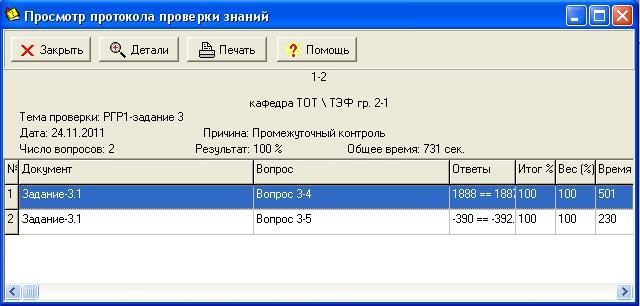 Просмотр протокола проверки знаний
Закрыть Детали Печать Помощь
1-2
кафедра ТОТ \ ТЭФ гр. 2-1
Тема проверки: РГР1-задание 3
Дата: 24.11.2011 Причина: Промежуточный контроль
Число вопросов: 2 Результат: 100 % Общее время: 731 сек.
№ Документ Вопрос Ответы Итог % Вес (%) Время
1 Задание-3.1 Вопрос 3-4 1888 == 1887 100 100 501
2 Задание-3.1 Вопрос 3-5 -390 == -392. 100 100 230